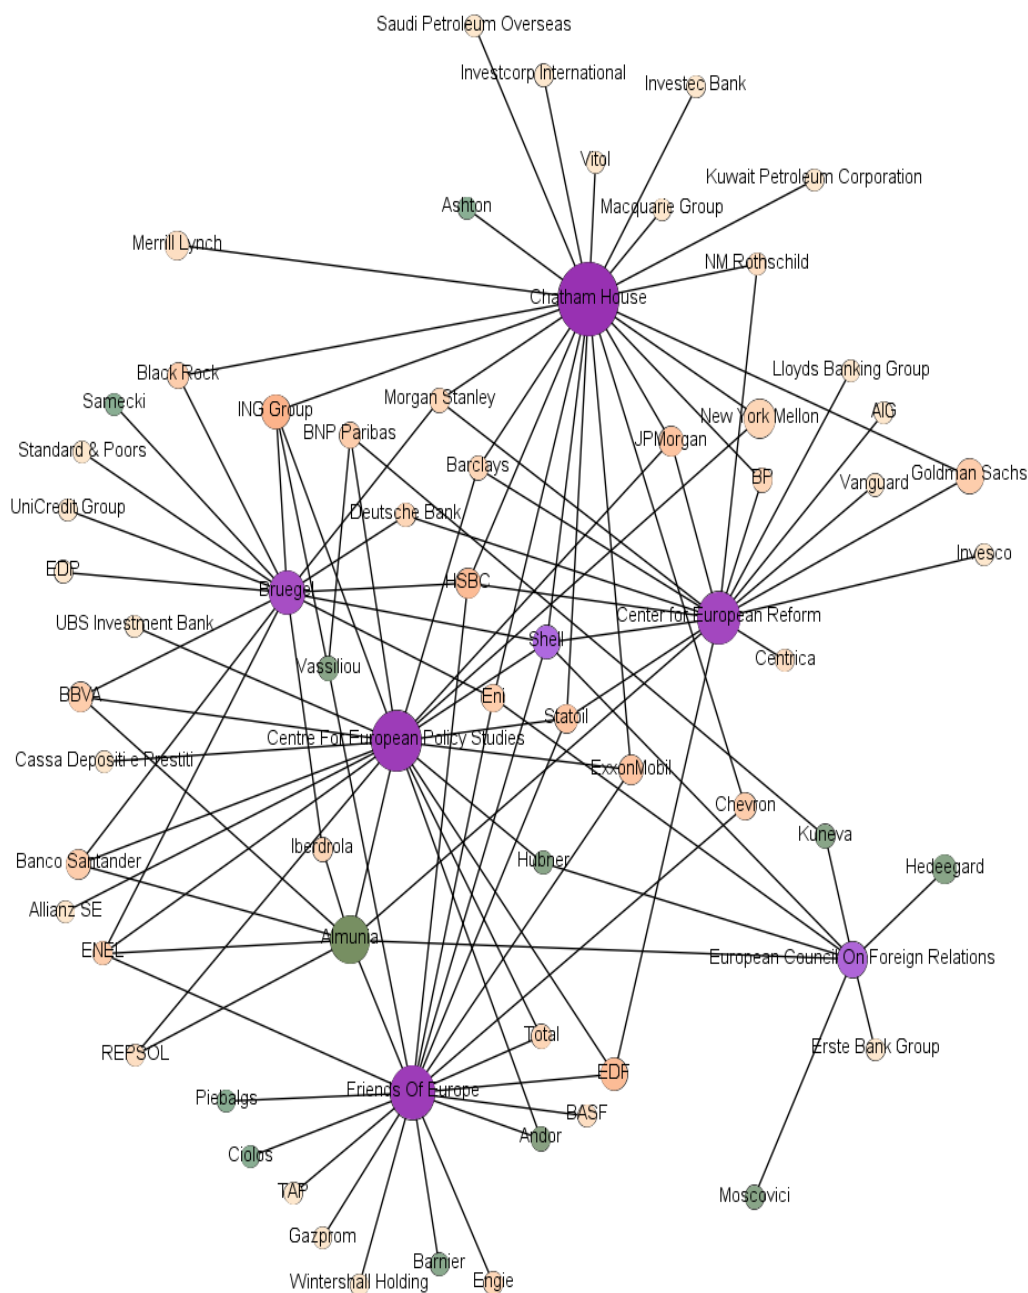 Saudi Petroleum Overseas
Investcorp International
Investec Bank
Vitol
Kuwait Petroleum Corporation
Ashton
Macquarie Group
Merrill Lynch
NM Rothschild
Chatham House
Lloyds Banking Group
Black Rock
Morgan Stanley
Samecki
ING Group
New York Mellon
AIG
BNP Paribas
JPMorgan
Standard & Poors
Barclays
BP
Vanguard
Goldman Sachs
UniCredit Group
Deutsche Bank
Invesco
EDP
Bruegel
HSBC
Center for European Reform
UBS Investment Bank
Shell
Centrica
Vassiliou
BBVA
Eni
Statoil
Centre For European Policy Studies
Cassa Depositi e Prestiti
ExxonMobil
Chevron
Kuneva
Iberdrola
Banco Santander
Hubner
Hedeegard
Allianz SE
Almunia
ENEL
European Council On Foreign Relations
Total
Erste Bank Group
REPSOL
EDF
Friends Of Europe
Piebalgs
BASF
Andor
Ciolos
TAP
Moscovici
Gazprom
Barnier
Wintershall Holding
Engie